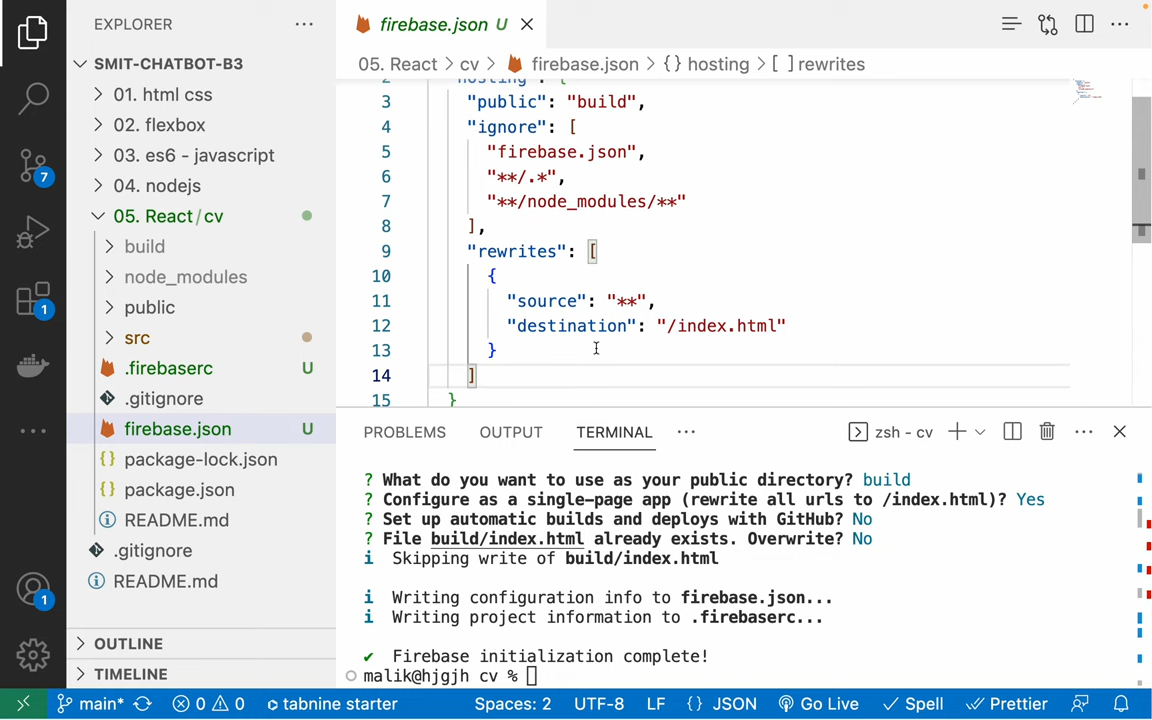 EXPLORER
SMIT-CHATBOT-B3
01. html css
02. flexbox
03. es6 - javascript
04. nodejs
05. React/cv
build
node_modules
public
src
.firebaserc U
.gitignore
firebase.json U
package-lock.json
package.json
README.md
.gitignore
README.md
OUTLINE
TIMELINE
7
1
1
firebase.json U
05. React > cv > firebase.json > {} hosting > [ ] rewrites
2 "hosting": {
3 "public": "build",
4 "ignore": [
5 "firebase.json",
6 "**/.*",
7 "**/node_modules/**"
8 ],
9 "rewrites": [
10 {
11 "source": "**",
12 "destination": "/index.html"
13 }
14 ]
15 }
PROBLEMS OUTPUT TERMINAL zsh - cv
? What do you want to use as your public directory? build
? Configure as a single-page app (rewrite all urls to /index.html)? Yes
? Set up automatic builds and deploys with GitHub? No
? File build/index.html already exists. Overwrite? No
i Skipping write of build/index.html
i Writing configuration info to firebase.json...
i Writing project information to .firebaserc...
✔ Firebase initialization complete!
malik@hjgjh cv %
main* 0 0 tabnine starter Spaces: 2 UTF-8 LF {} JSON Go Live Spell Prettier